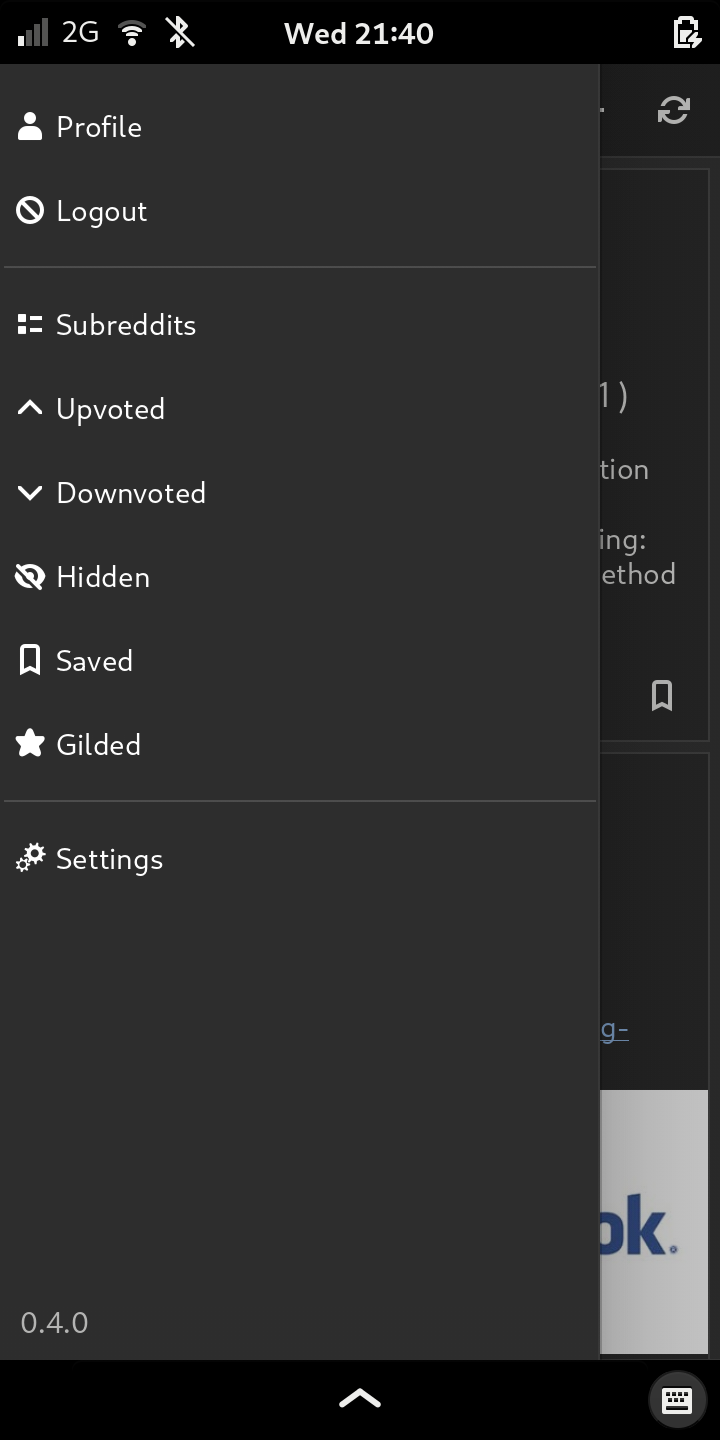 2G Wed 21:40
Profile
Logout
Subreddits
1)
Upvoted
tion
Downvoted
ing:
ethod
Hidden
Saved
Gilded
Settings
g-
ok.
0.4.0